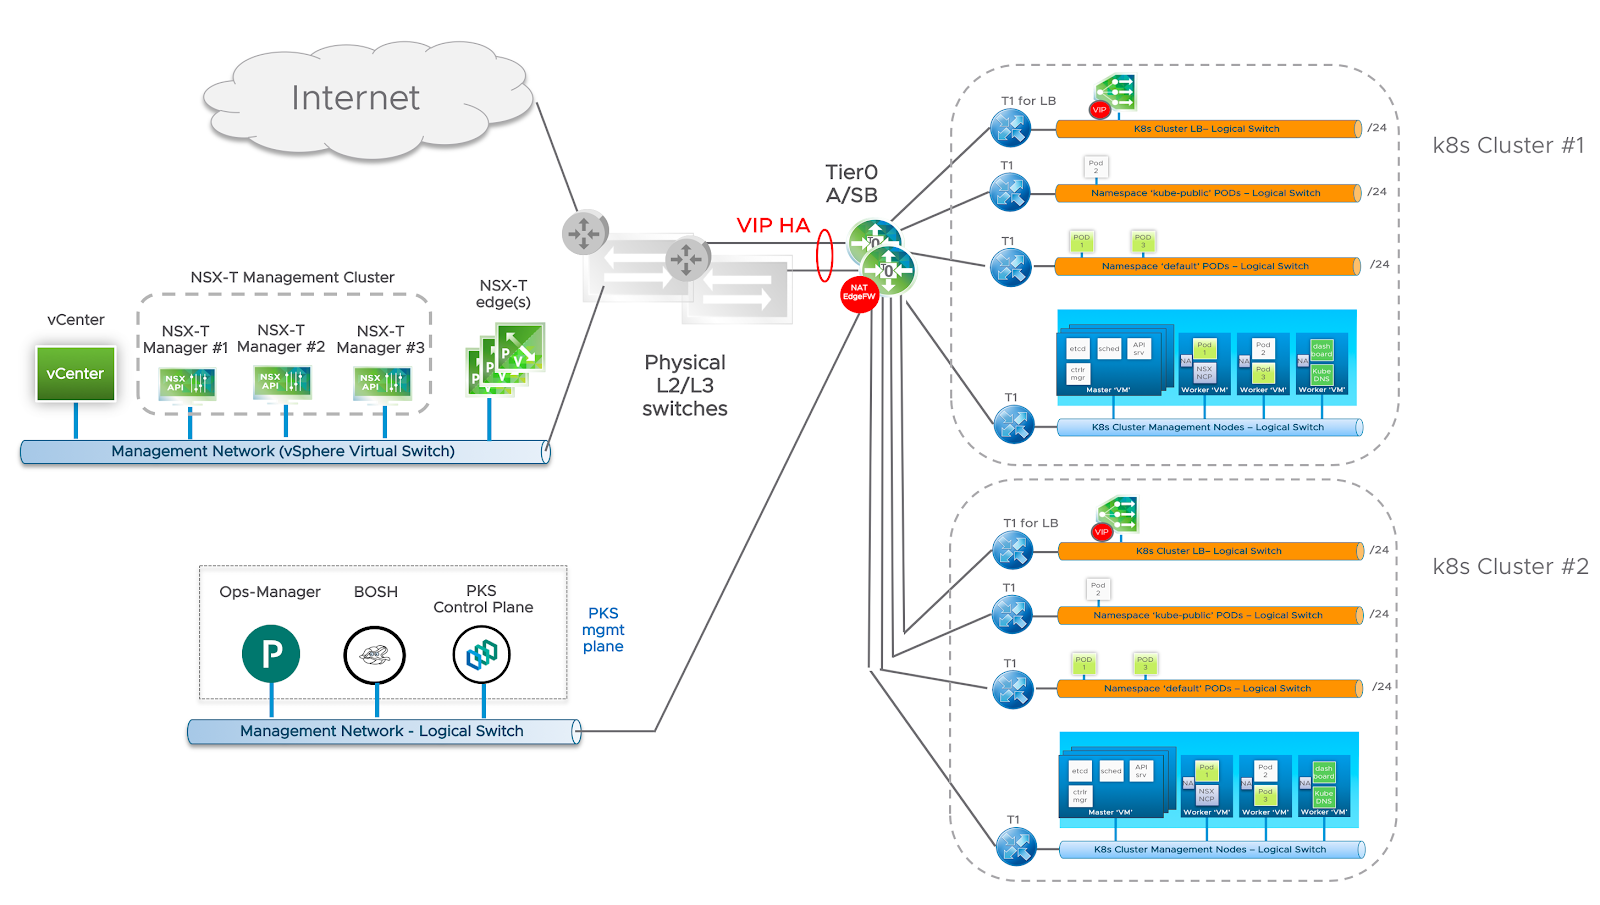 Internet
NSX-T Management Cluster
vCenter
vCenter
NSX-T
Manager #1
NSX
API
NSX-T
Manager #2
NSX
API
NSX-T
Manager #3
NSX
API
NSX-T
edge(s)
P
P
P
V
V
Management Network (vSphere Virtual Switch)
Physical
L2/L3
switches
VIP HA
Tier0
A/SB
T0
T0
NAT
EdgeFW
Ops-Manager
BOSH
PKS
Control Plane
P
PKS
mgmt
plane
Management Network - Logical Switch
k8s Cluster #1
T1 for LB
VIP
K8s Cluster LB– Logical Switch
/24
T1
Pod
2
Namespace ‘kube-public’ PODs – Logical Switch
/24
T1
POD
1
POD
3
Namespace ‘default’ PODs – Logical Switch
/24
etcd
sched
API
srv
ctrlr
mgr
Master ‘VM’
NA
Pod
1
NSX
NCP
Worker ‘VM’
NA
Pod
2
Pod
3
Worker ‘VM’
NA
dash
board
Kube
DNS
Worker ‘VM’
T1
K8s Cluster Management Nodes – Logical Switch
k8s Cluster #2
T1 for LB
VIP
K8s Cluster LB– Logical Switch
/24
T1
Pod
2
Namespace ‘kube-public’ PODs – Logical Switch
/24
T1
POD
1
POD
3
Namespace ‘default’ PODs – Logical Switch
/24
etcd
sched
API
srv
ctrlr
mgr
Master ‘VM’
NA
Pod
1
NSX
NCP
Worker ‘VM’
NA
Pod
2
Pod
3
Worker ‘VM’
NA
dash
board
Kube
DNS
Worker ‘VM’
T1
K8s Cluster Management Nodes – Logical Switch